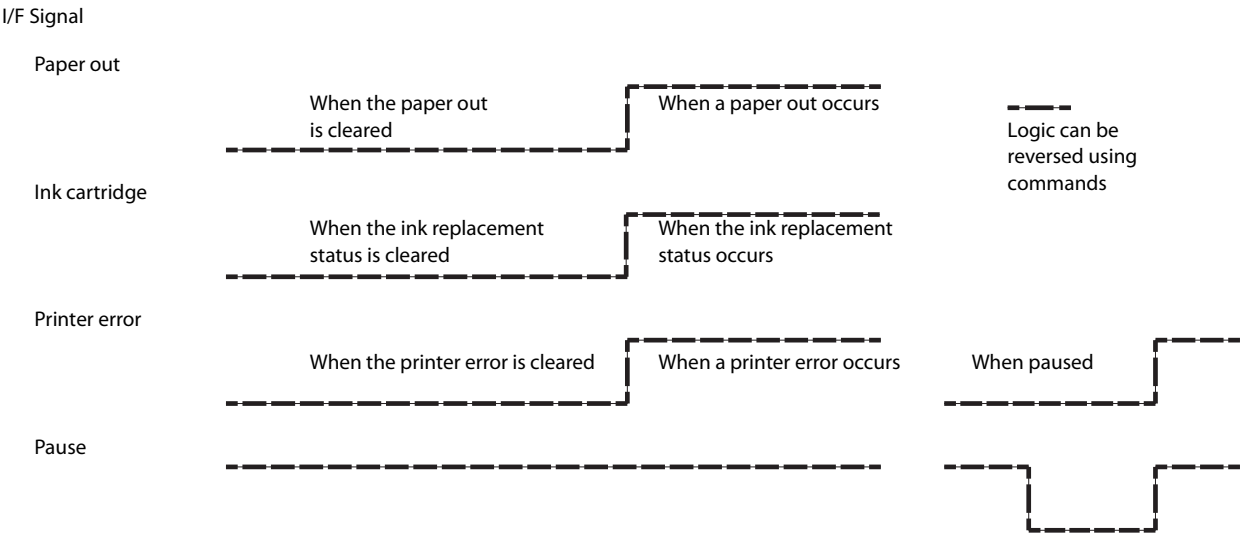 I/F Signal
Paper out
When the paper out
is cleared
When a paper out occurs
Logic can be
reversed using
commands
Ink cartridge
When the ink replacement
status is cleared
When the ink replacement
status occurs
Printer error
When the printer error is cleared
When a printer error occurs
When paused
Pause